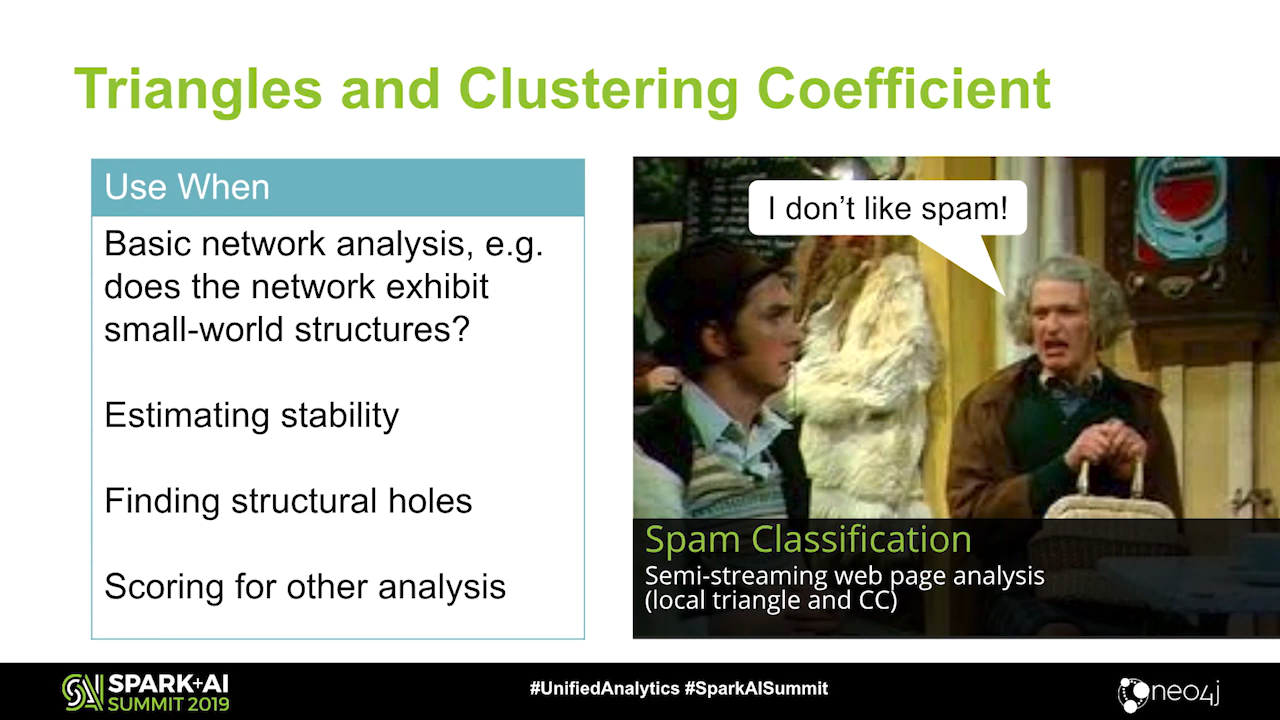 Triangles and Clustering Coefficient
Use When
Basic network analysis, e.g.
does the network exhibit
small-world structures?
Estimating stability
Finding structural holes
Scoring for other analysis
I don’t like spam!
Spam Classification
Semi-streaming web page analysis
(local triangle and CC)
SPARK+AI
SUMMIT 2019
#UnifiedAnalytics #SparkAISummit
neo4j